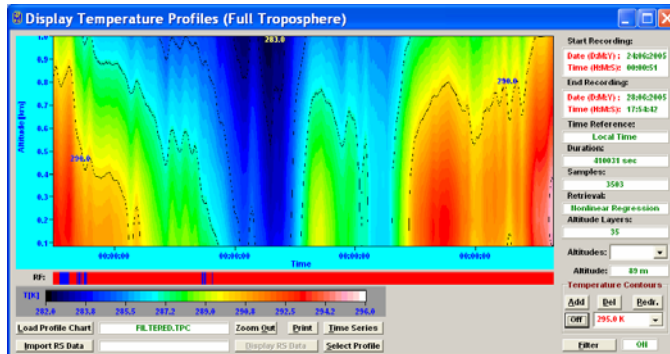 Display Temperature Profiles (Full Troposphere)
Start Recording:
Date (D:M:Y) : 24:06:2005
Time (H:M:S): 00:00:51
End Recording:
Date (D:M:Y) : 28:06:2005
Time (H:M:S): 17:54:42
Time Reference:
Local Time
Duration:
410031 sec
Samples:
3503
Retrieval:
Nonlinear Regression
Altitude Layers:
35
Altitudes:
Altitude: 89 m
Temperature Contours
Add Del Redr.
Off 295.0 K
Filter Off
Altitude [km]
1.0
0.9
0.8
0.7
0.6
0.5
0.4
0.3
0.2
0.1
283.0
290.0
00:00:00 00:00:00 00:00:00 00:00:00
Time
RF:
T[K]
282.0 283.8 285.5 287.2 289.0 290.8 292.5 294.2 296.0
Load Profile Chart FILTERED.TPC Zoom Out Print Time Series
Import RS Data Display RS Data Select Profile